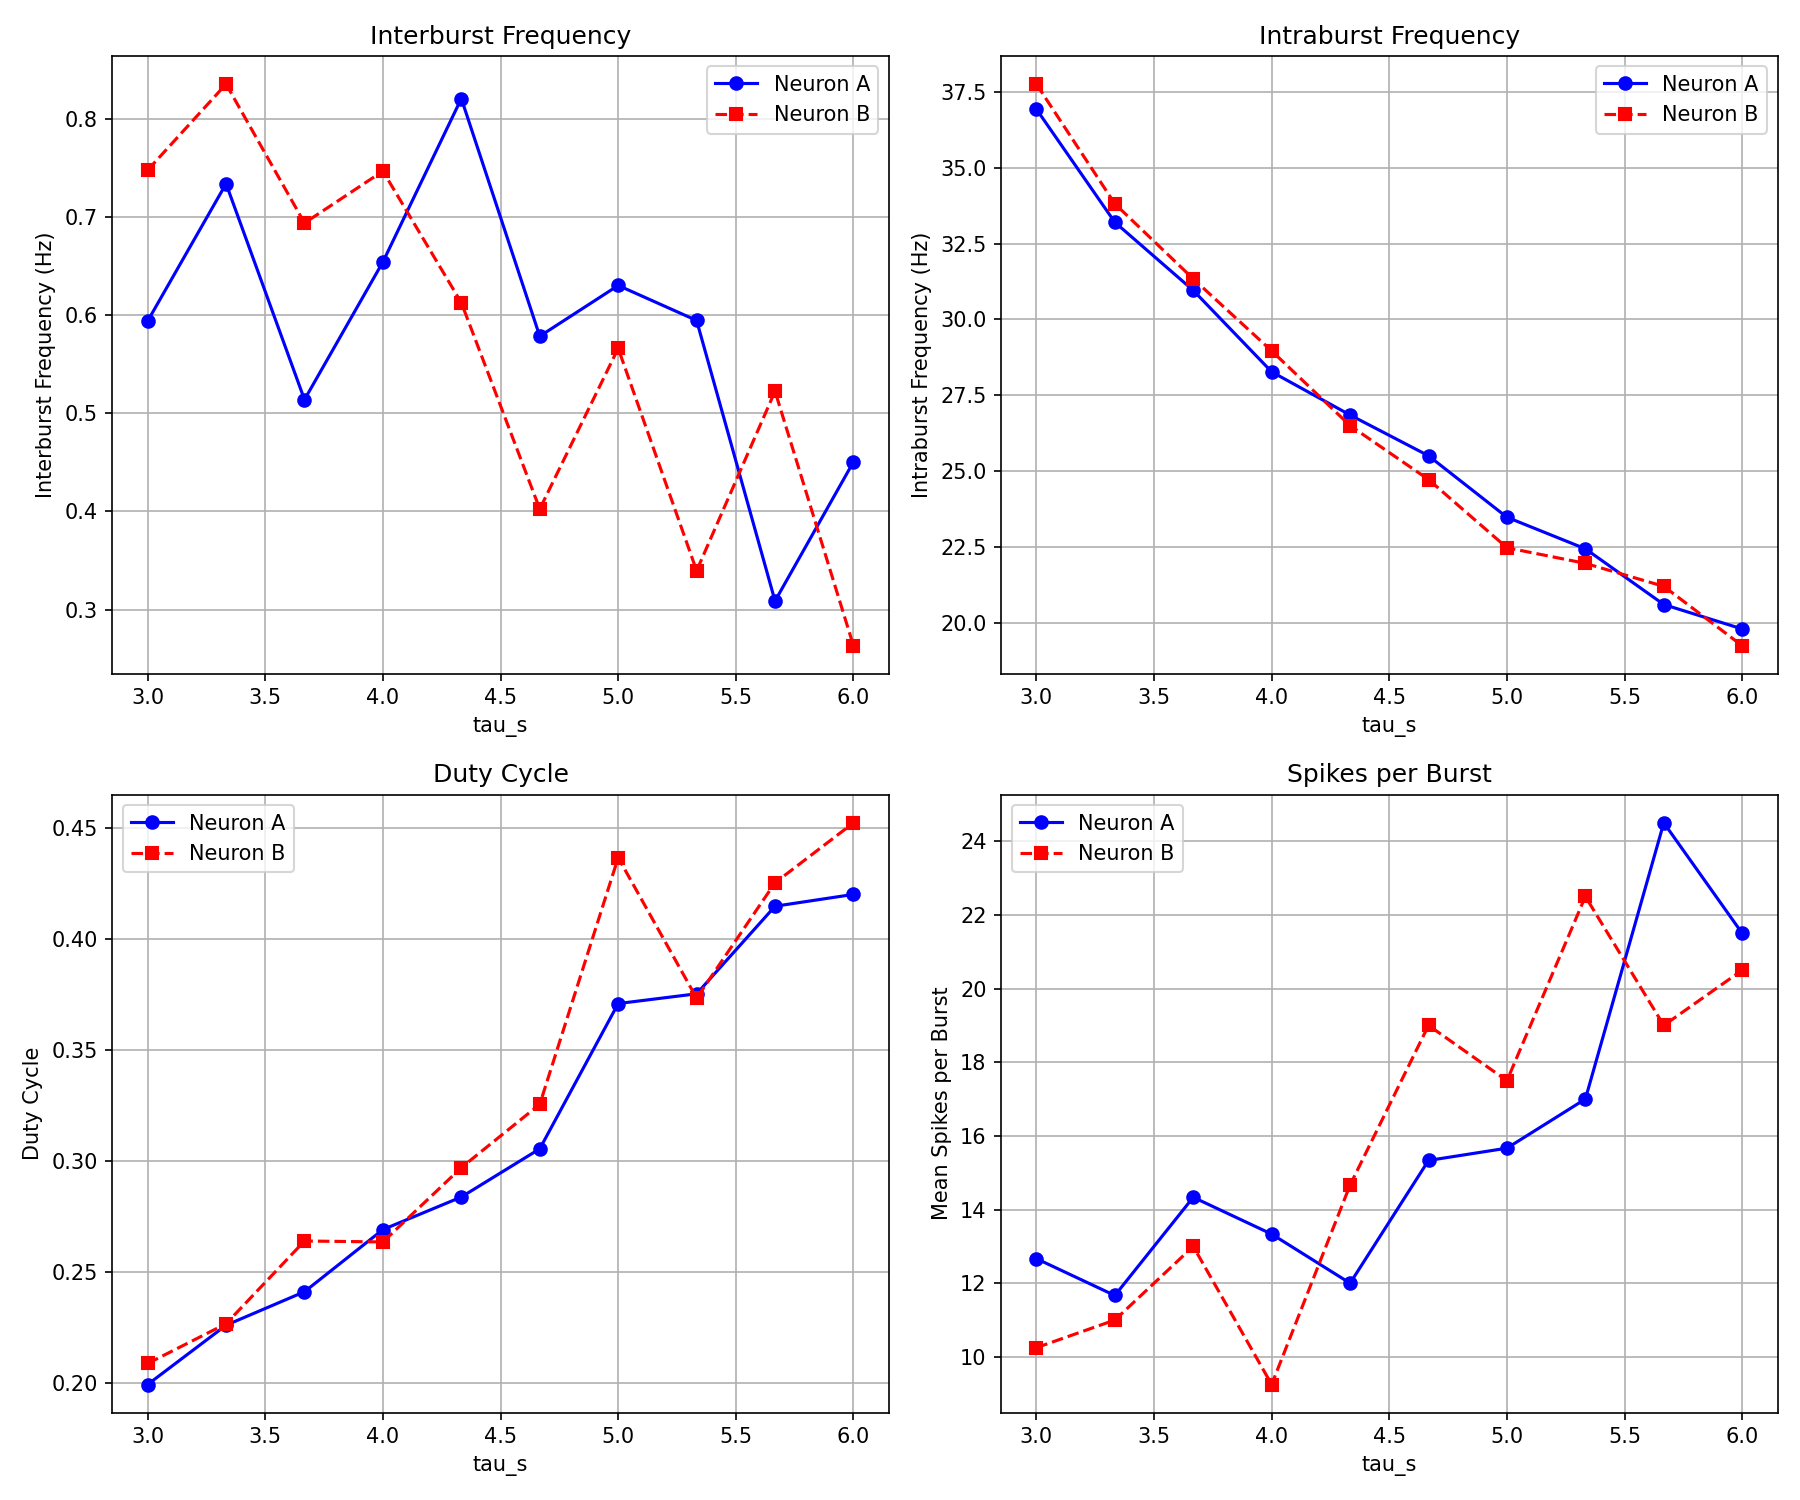 Interburst Frequency
Interburst Frequency (Hz)
0.8
0.7
0.6
0.5
0.4
0.3
Neuron A
Neuron B
3.0 3.5 4.0 4.5 5.0 5.5 6.0
tau_s
Intraburst Frequency
Intraburst Frequency (Hz)
37.5
35.0
32.5
30.0
27.5
25.0
22.5
20.0
Neuron A
Neuron B
3.0 3.5 4.0 4.5 5.0 5.5 6.0
tau_s
Duty Cycle
Duty Cycle
0.45
0.40
0.35
0.30
0.25
0.20
Neuron A
Neuron B
3.0 3.5 4.0 4.5 5.0 5.5 6.0
tau_s
Spikes per Burst
Mean Spikes per Burst
24
22
20
18
16
14
12
10
Neuron A
Neuron B
3.0 3.5 4.0 4.5 5.0 5.5 6.0
tau_s